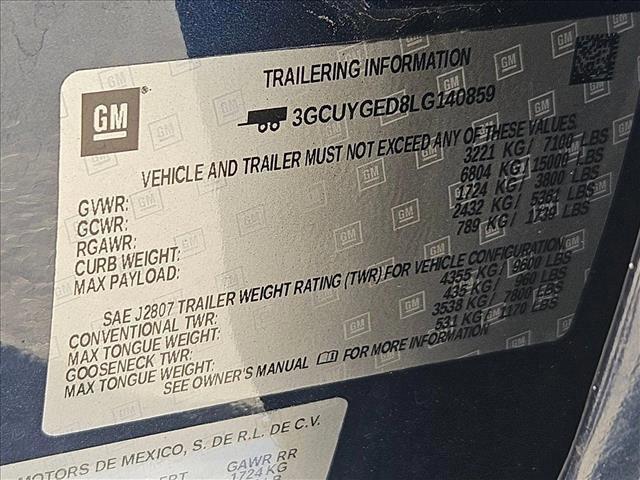 GM
TRAILERING INFORMATION
3GCUYGED8LG140859
VEHICLE AND TRAILER MUST NOT EXCEED ANY OF THESE VALUES
GVWR: 3221 KG/ 7100 LBS
GCWR: 6804 KG/ 15000 LBS
RGAWR: 1724 KG/ 3800 LBS
CURB WEIGHT: 2432 KG/ 5361 LBS
MAX PAYLOAD: 789 KG/ 1739 LBS
SAE J2807 TRAILER WEIGHT RATING (TWR) FOR VEHICLE CONFIGURATION
CONVENTIONAL TWR: 4355 KG/ 9600 LBS
MAX TONGUE WEIGHT: 435 KG/ 960 LBS
GOOSENECK TWR: 3538 KG/ 7800 LBS
MAX TONGUE WEIGHT: 531 KG/ 1170 LBS
SEE OWNER'S MANUAL FOR MORE INFORMATION
MOTORS DE MEXICO, S. DE R.L. DE C.V.
GAWR RR
1724 KG